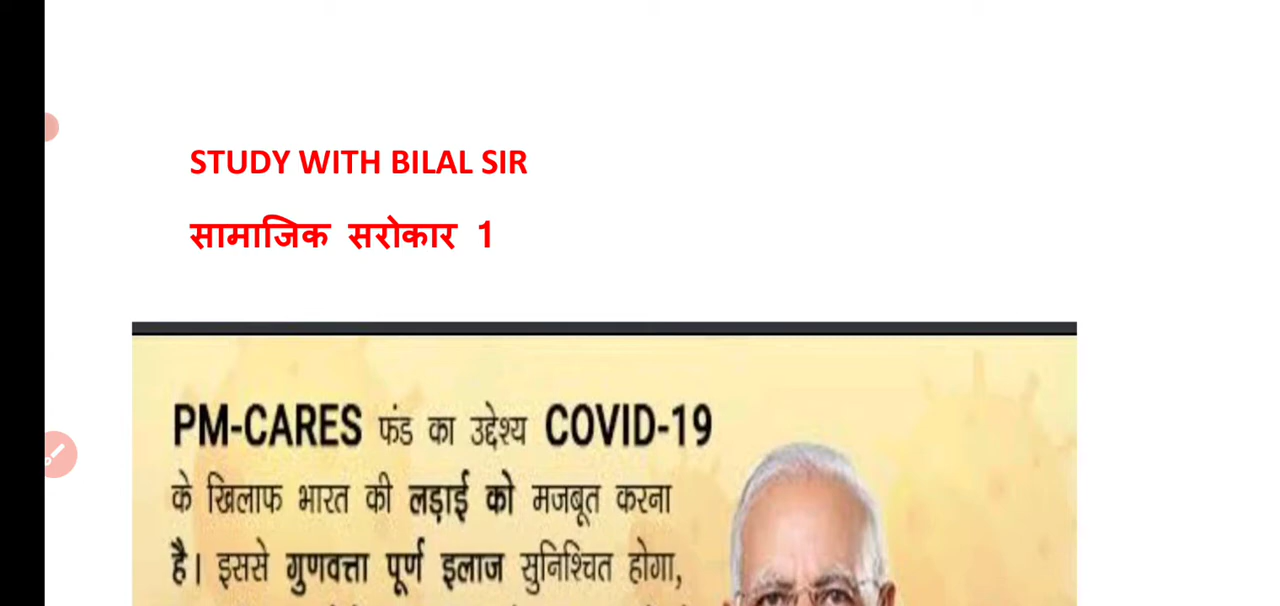 STUDY WITH BILAL SIR
सामाजिक सरोकार 1
PM-CARES फंड का उद्देश्य COVID-19
के खिलाफ भारत की लड़ाई को मजबूत करना
है। इससे गुणवत्ता पूर्ण इलाज सुनिश्चित होगा,